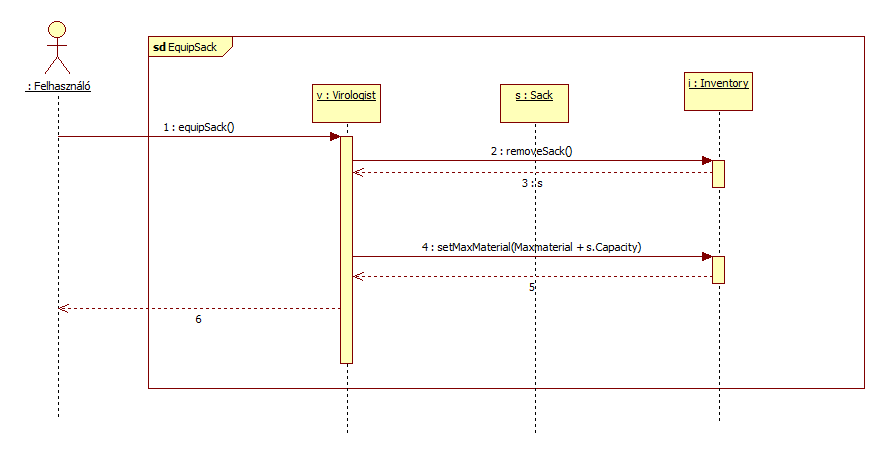 sd EquipSack
: Felhasználó
v : Virologist
s : Sack
i : Inventory
1 : equipSack()
2 : removeSack()
3 : s
4 : setMaxMaterial(Maxmaterial + s.Capacity)
5
6